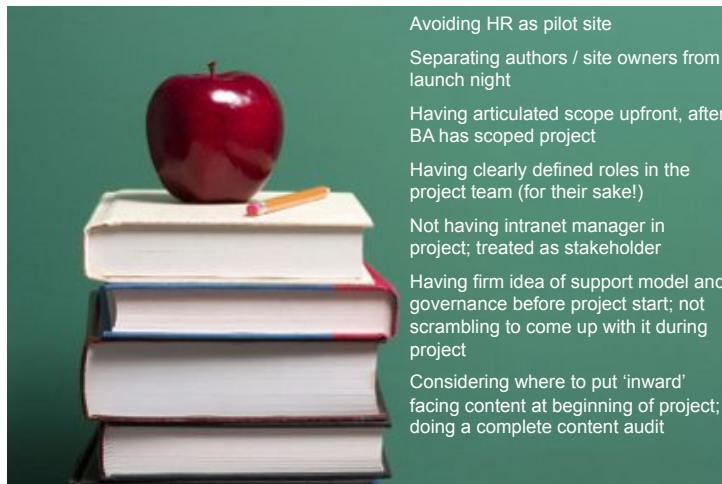 Avoiding HR as pilot site
Separating authors / site owners from
launch night
Having articulated scope upfront, after
BA has scoped project
Having clearly defined roles in the
project team (for their sake!)
Not having intranet manager in
project; treated as stakeholder
Having firm idea of support model and
governance before project start; not
scrambling to come up with it during
project
Considering where to put ‘inward’
facing content at beginning of project;
doing a complete content audit